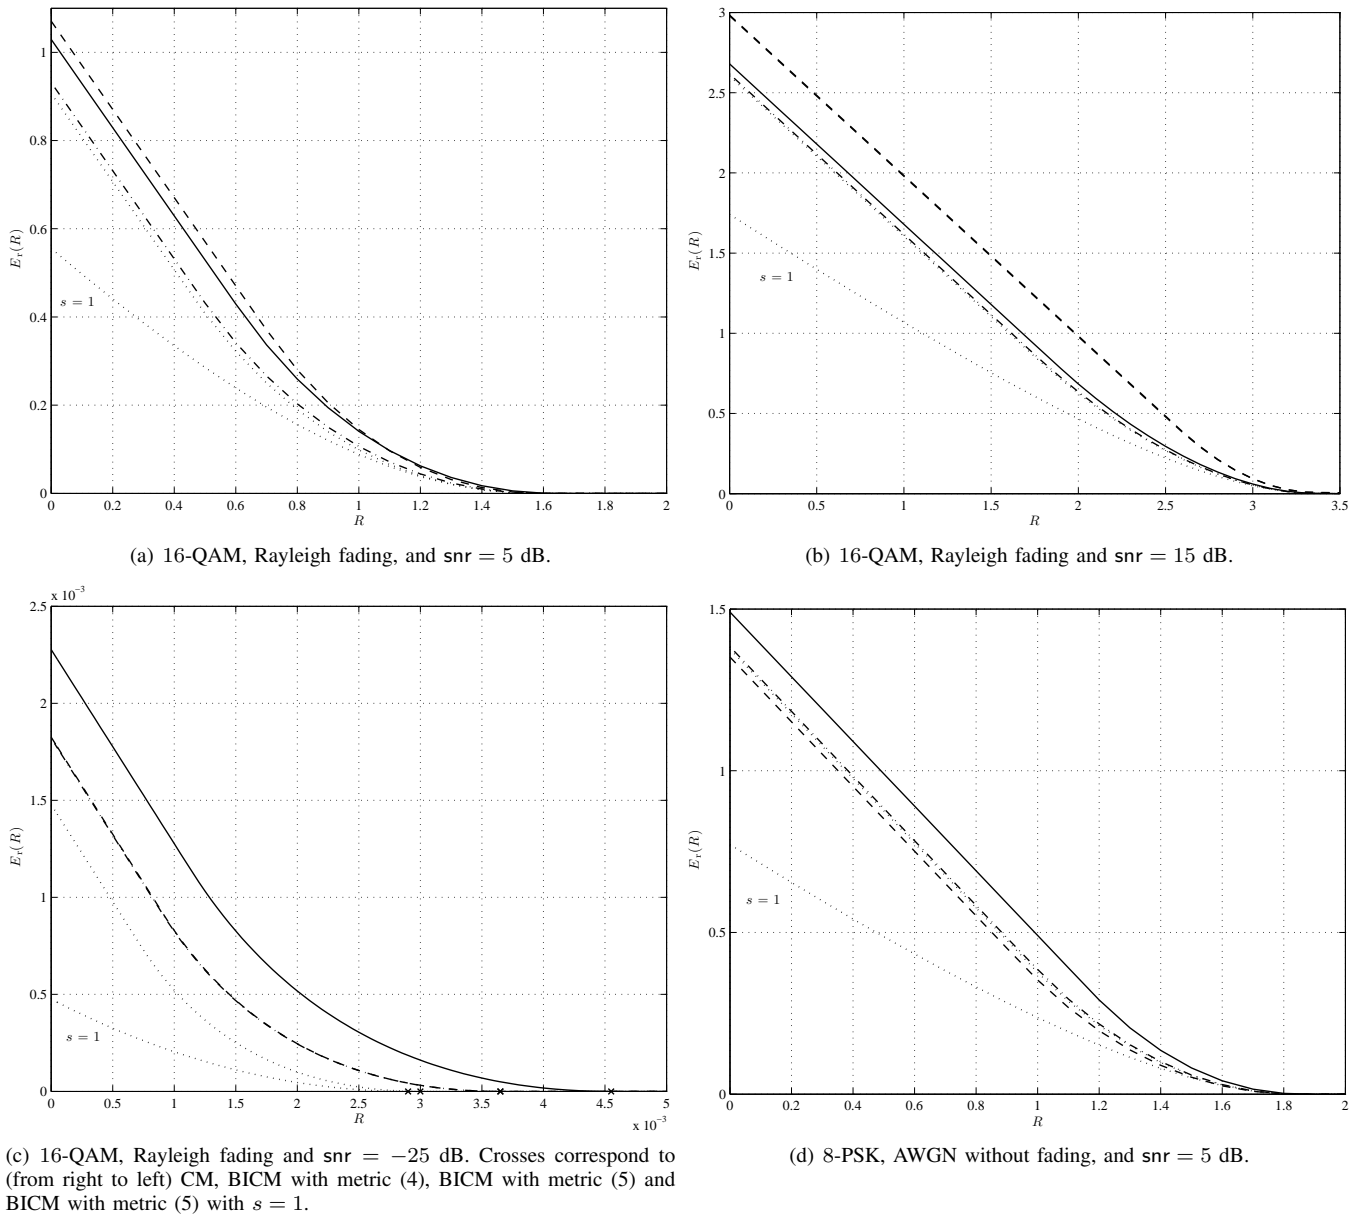 1
0.8
0.6
0.4
0.2
0
0 0.2 0.4 0.6 0.8 1 1.2 1.4 1.6 1.8 2
E_r(R)
s = 1
R
(a) 16-QAM, Rayleigh fading, and snr = 5 dB.
3
2.5
2
1.5
1
0.5
0
0 0.5 1 1.5 2 2.5 3 3.5
E_r(R)
s = 1
R
(b) 16-QAM, Rayleigh fading and snr = 15 dB.
x 10⁻³
2.5
2
1.5
1
0.5
0
0 0.5 1 1.5 2 2.5 3 3.5 4 4.5 5
E_r(R)
s = 1
R
x 10⁻³
(c) 16-QAM, Rayleigh fading and snr = −25 dB. Crosses correspond to
(from right to left) CM, BICM with metric (4), BICM with metric (5) and
BICM with metric (5) with s = 1.
1.5
1
0.5
0
0 0.2 0.4 0.6 0.8 1 1.2 1.4 1.6 1.8 2
E_r(R)
s = 1
R
(d) 8-PSK, AWGN without fading, and snr = 5 dB.